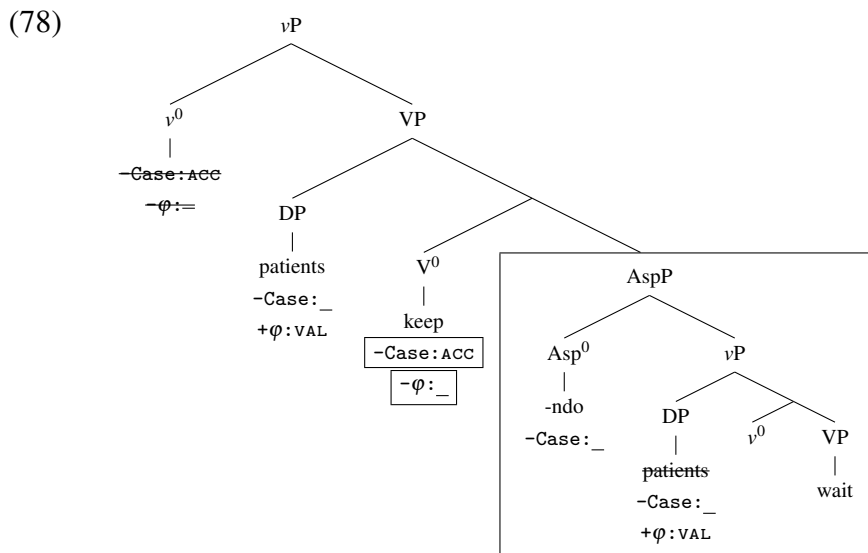 (78)
vP
v⁰ VP
-Case:ACC
-φ:_
DP
patients V⁰ AspP
-Case:_ keep
+φ:VAL -Case:ACC Asp⁰ vP
-φ:_ -ndo DP v⁰ VP
-Case:_ patients wait
-Case:_
+φ:VAL